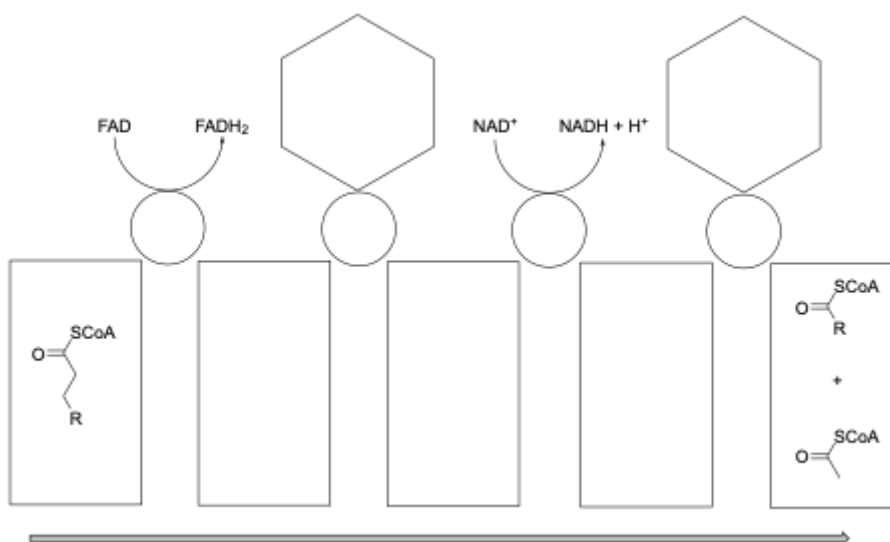 FAD
FADH₂
NAD⁺
NADH + H⁺
SCoA
O
R
SCoA
O
R
+
SCoA
O